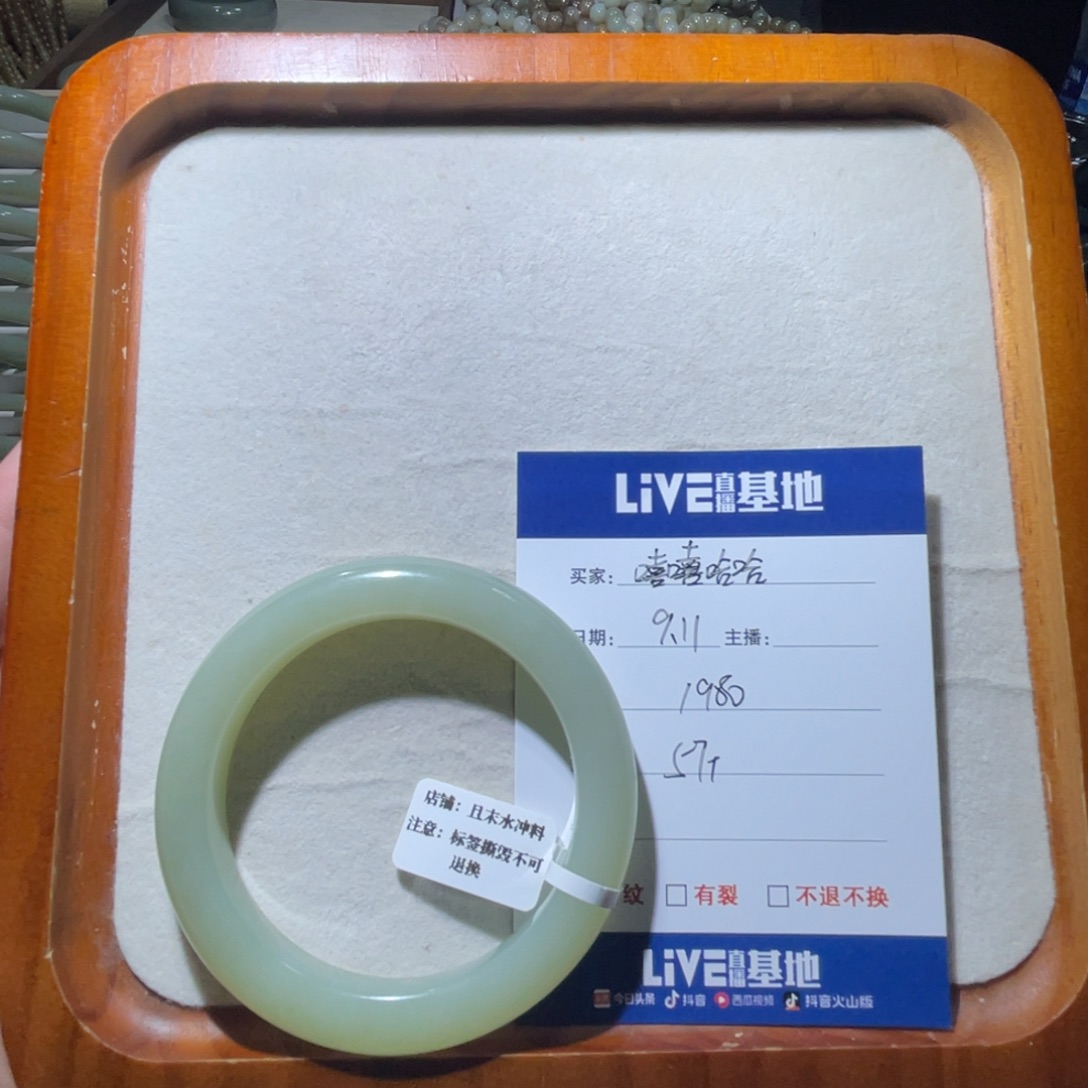 LiVE直播基地
买家：嘻嘻哈哈
日期：9.11 主播：
1980
57
店铺：且末水冲料
注意：标签撕毁不可
退换
纹 有裂 不退不换
LiVE直播基地
今日头条 抖音 西瓜视频 抖音火山版